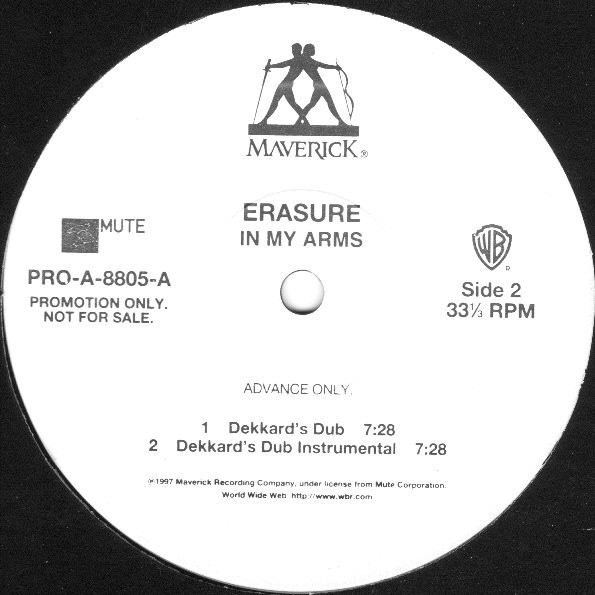 MAVERICK®
ERASURE
IN MY ARMS
MUTE
PRO-A-8805-A
PROMOTION ONLY.
NOT FOR SALE.
WB®
Side 2
33⅓ RPM
ADVANCE ONLY.
1 Dekkard's Dub 7:28
2 Dekkard's Dub Instrumental 7:28
℗1997 Maverick Recording Company, under license from Mute Corporation.
World Wide Web: http://www.wbr.com